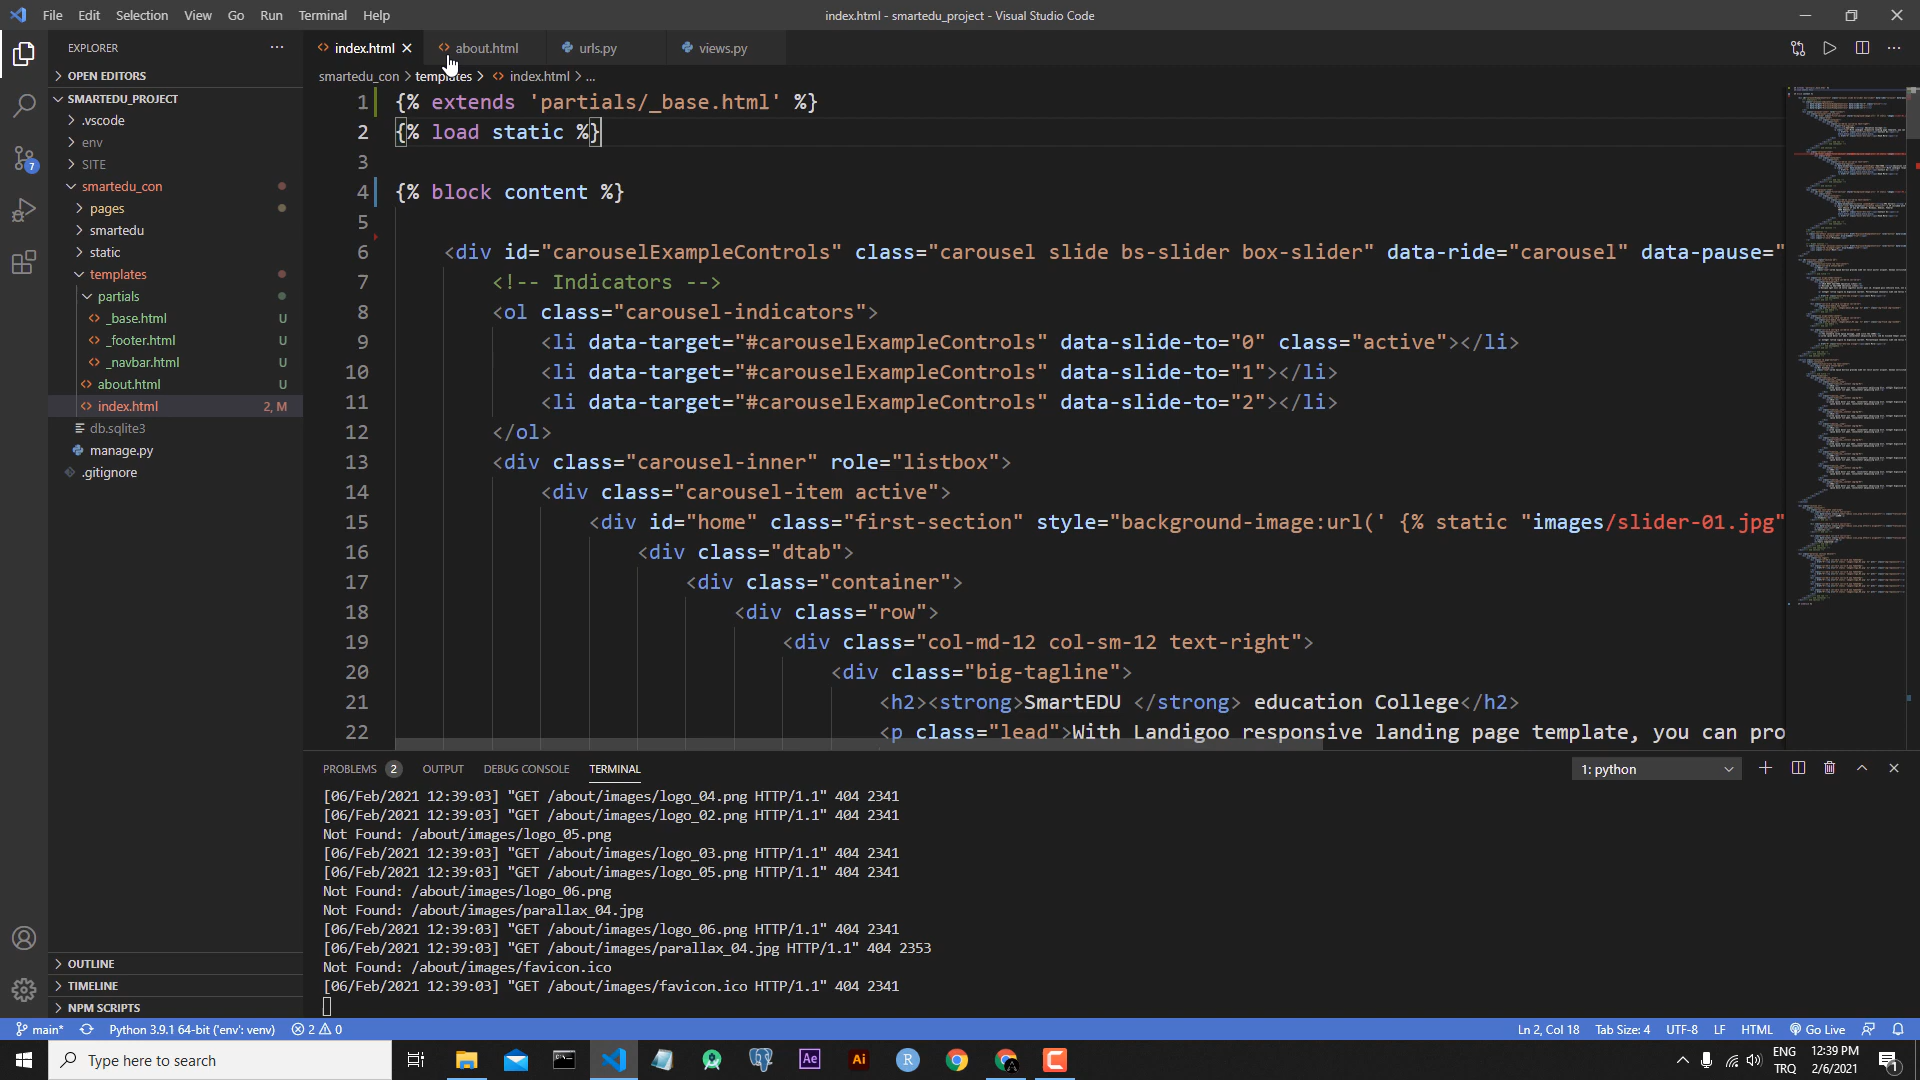 File Edit Selection View Go Run Terminal Help
index.html - smartedu_project - Visual Studio Code
EXPLORER
OPEN EDITORS
SMARTEDU_PROJECT
.vscode
env
SITE
smartedu_con
pages
smartedu
static
templates
partials
_base.html U
_footer.html U
_navbar.html U
about.html U
index.html 2, M
db.sqlite3
manage.py
.gitignore
OUTLINE
TIMELINE
NPM SCRIPTS
7
index.html about.html urls.py views.py
smartedu_con > templates > index.html > ...
1 {% extends 'partials/_base.html' %}
2 {% load static %}
3
4 {% block content %}
5
6 <div id="carouselExampleControls" class="carousel slide bs-slider box-slider" data-ride="carousel" data-pause="
7 <!-- Indicators -->
8 <ol class="carousel-indicators">
9 <li data-target="#carouselExampleControls" data-slide-to="0" class="active"></li>
10 <li data-target="#carouselExampleControls" data-slide-to="1"></li>
11 <li data-target="#carouselExampleControls" data-slide-to="2"></li>
12 </ol>
13 <div class="carousel-inner" role="listbox">
14 <div class="carousel-item active">
15 <div id="home" class="first-section" style="background-image:url(' {% static "images/slider-01.jpg"
16 <div class="dtab">
17 <div class="container">
18 <div class="row">
19 <div class="col-md-12 col-sm-12 text-right">
20 <div class="big-tagline">
21 <h2><strong>SmartEDU </strong> education College</h2>
22 <p class="lead">With Landigoo responsive landing page template, you can pro
PROBLEMS 2 OUTPUT DEBUG CONSOLE TERMINAL
1: python
[06/Feb/2021 12:39:03] "GET /about/images/logo_04.png HTTP/1.1" 404 2341
[06/Feb/2021 12:39:03] "GET /about/images/logo_02.png HTTP/1.1" 404 2341
Not Found: /about/images/logo_05.png
[06/Feb/2021 12:39:03] "GET /about/images/logo_03.png HTTP/1.1" 404 2341
[06/Feb/2021 12:39:03] "GET /about/images/logo_05.png HTTP/1.1" 404 2341
Not Found: /about/images/logo_06.png
Not Found: /about/images/parallax_04.jpg
[06/Feb/2021 12:39:03] "GET /about/images/logo_06.png HTTP/1.1" 404 2341
[06/Feb/2021 12:39:03] "GET /about/images/parallax_04.jpg HTTP/1.1" 404 2353
Not Found: /about/images/favicon.ico
[06/Feb/2021 12:39:03] "GET /about/images/favicon.ico HTTP/1.1" 404 2341
main* Python 3.9.1 64-bit ('env': venv) 2 0
Ln 2, Col 18 Tab Size: 4 UTF-8 LF HTML Go Live
Type here to search
Ae Ai R
ENG
TRQ
12:39 PM
2/6/2021
1